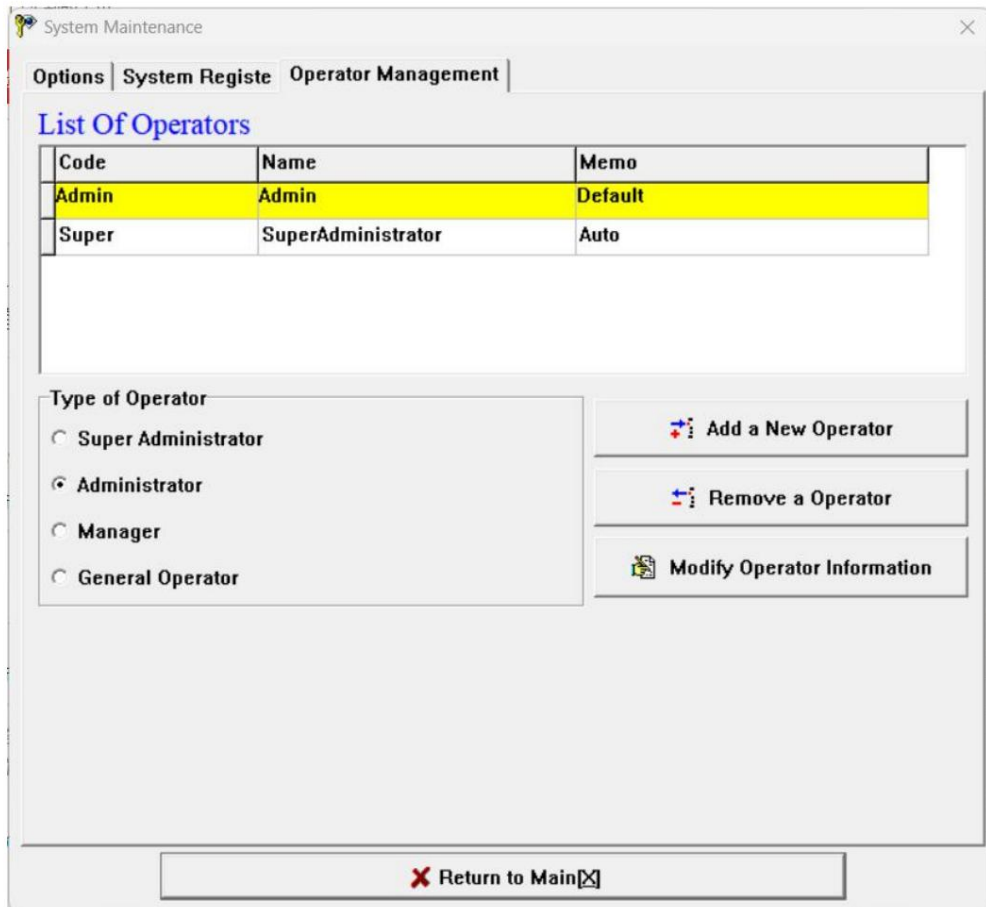 System Maintenance
Options System Registe Operator Management
List Of Operators
Code Name Memo
Admin Admin Default
Super SuperAdministrator Auto
Type of Operator
Super Administrator
Administrator
Manager
General Operator
Add a New Operator
Remove a Operator
Modify Operator Information
Return to Main[X]